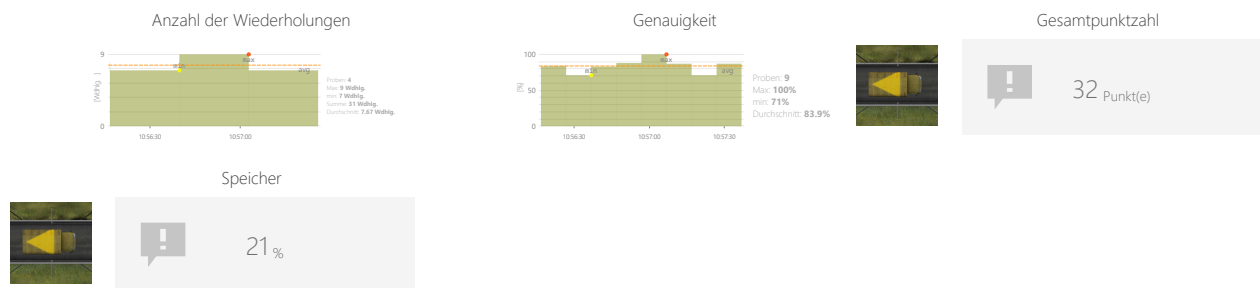 Anzahl der Wiederholungen
9
max
min
avg
[Wdhlg. ]
0
10:56:30
10:57:00
Proben: 4
Max: 9 Wdhlg.
min: 7 Wdhlg.
Summe: 31 Wdhlg.
Durchschnitt: 7.67 Wdhlg.
Genauigkeit
100
max
min
avg
[%]
50
0
10:56:30
10:57:00
10:57:30
Proben: 9
Max: 100%
min: 71%
Durchschnitt: 83.9%
Gesamtpunktzahl
32 Punkt(e)
Speicher
21 %